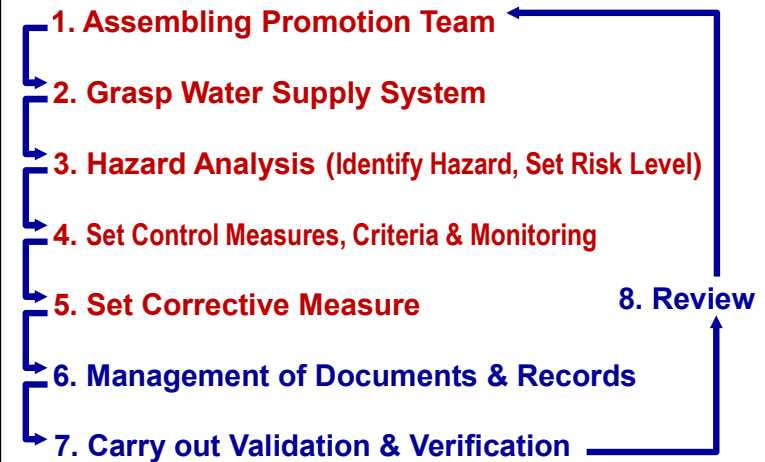 1. Assembling Promotion Team
2. Grasp Water Supply System
3. Hazard Analysis (Identify Hazard, Set Risk Level)
4. Set Control Measures, Criteria & Monitoring
5. Set Corrective Measure
8. Review
6. Management of Documents & Records
7. Carry out Validation & Verification